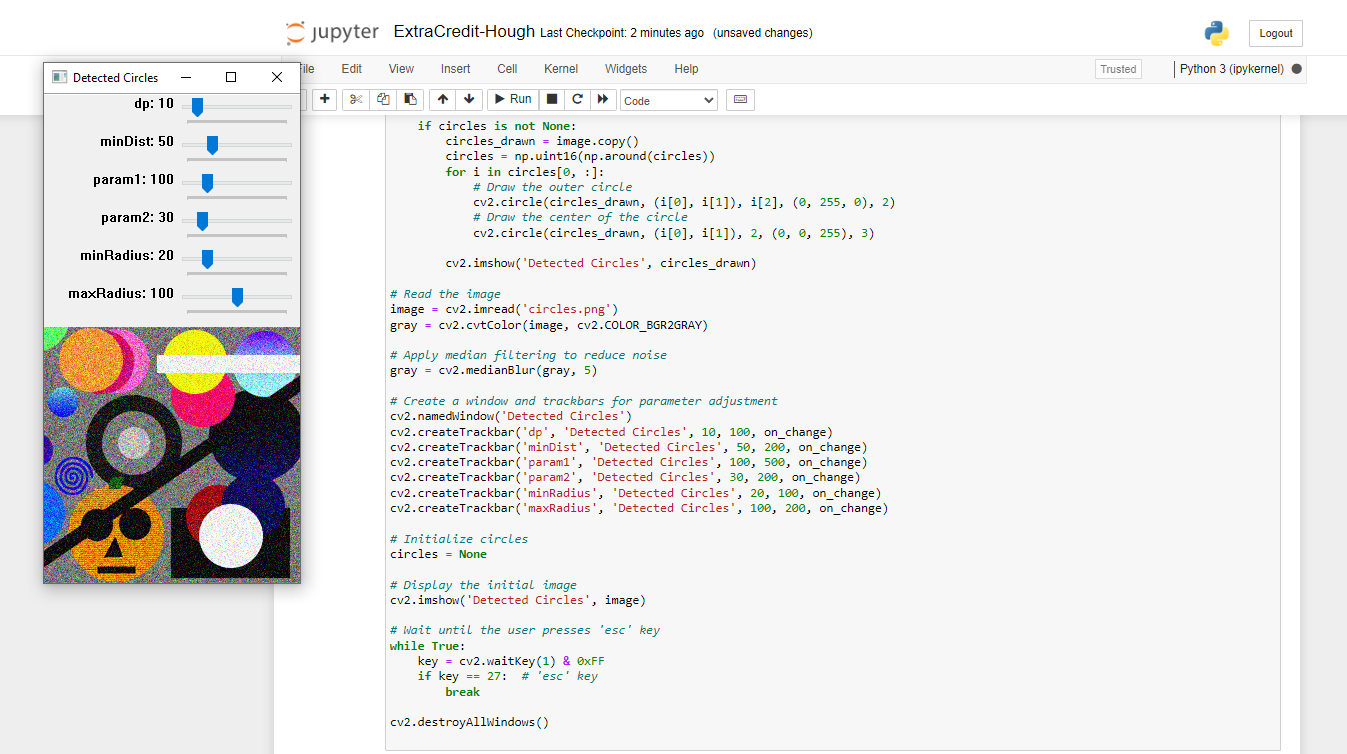 jupyter ExtraCredit-Hough Last Checkpoint: 2 minutes ago (unsaved changes) Logout
Edit View Insert Cell Kernel Widgets Help Trusted Python 3 (ipykernel)
Run Code
Detected Circles
dp: 10
minDist: 50
param1: 100
param2: 30
minRadius: 20
maxRadius: 100
    if circles is not None:
        circles_drawn = image.copy()
        circles = np.uint16(np.around(circles))
        for i in circles[0, :]:
            # Draw the outer circle
            cv2.circle(circles_drawn, (i[0], i[1]), i[2], (0, 255, 0), 2)
            # Draw the center of the circle
            cv2.circle(circles_drawn, (i[0], i[1]), 2, (0, 0, 255), 3)
        cv2.imshow('Detected Circles', circles_drawn)
# Read the image
image = cv2.imread('circles.png')
gray = cv2.cvtColor(image, cv2.COLOR_BGR2GRAY)
# Apply median filtering to reduce noise
gray = cv2.medianBlur(gray, 5)
# Create a window and trackbars for parameter adjustment
cv2.namedWindow('Detected Circles')
cv2.createTrackbar('dp', 'Detected Circles', 10, 100, on_change)
cv2.createTrackbar('minDist', 'Detected Circles', 50, 200, on_change)
cv2.createTrackbar('param1', 'Detected Circles', 100, 500, on_change)
cv2.createTrackbar('param2', 'Detected Circles', 30, 200, on_change)
cv2.createTrackbar('minRadius', 'Detected Circles', 20, 100, on_change)
cv2.createTrackbar('maxRadius', 'Detected Circles', 100, 200, on_change)
# Initialize circles
circles = None
# Display the initial image
cv2.imshow('Detected Circles', image)
# Wait until the user presses 'esc' key
while True:
    key = cv2.waitKey(1) & 0xFF
    if key == 27:  # 'esc' key
        break
cv2.destroyAllWindows()